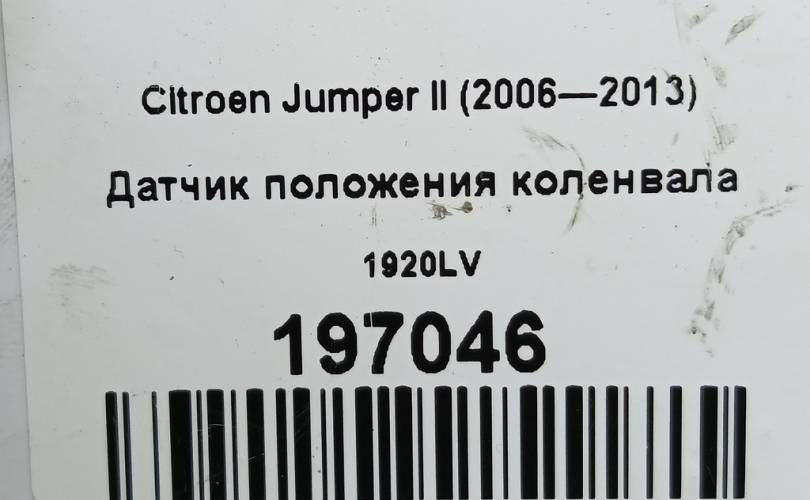 Citroen Jumper II (2006—2013)
Датчик положения коленвала
1920LV
197046